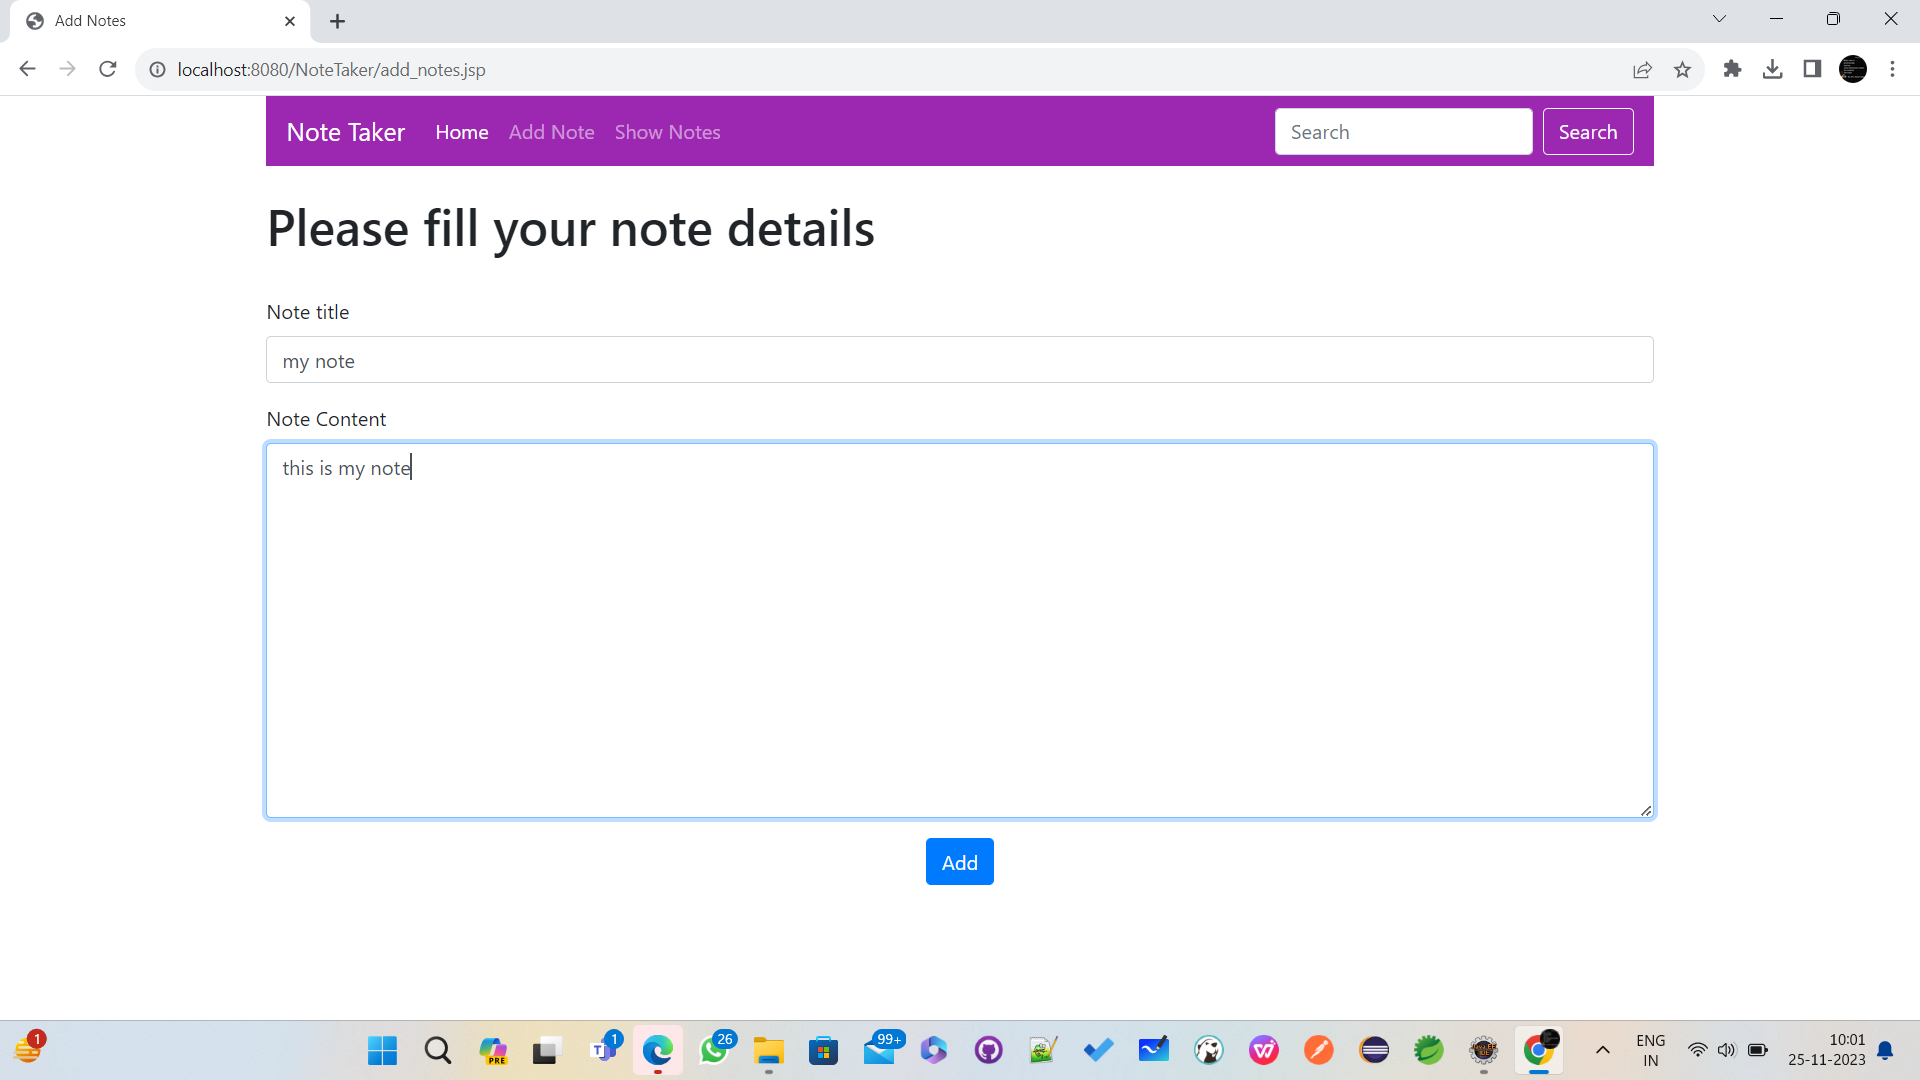 Add Notes
localhost:8080/NoteTaker/add_notes.jsp
Note Taker Home Add Note Show Notes Search Search
Please fill your note details
Note title
my note
Note Content
this is my note
Add
1
PRE
T 1
26
99+
ENG
IN
10:01
25-11-2023